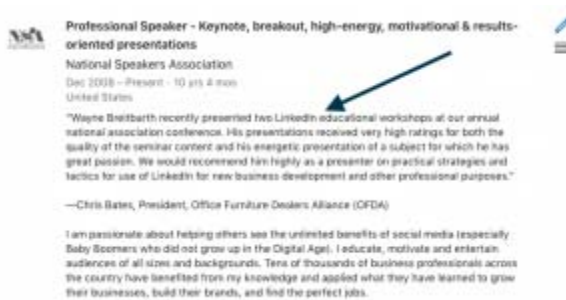 NSA
Professional Speaker - Keynote, breakout, high-energy, motivational & results-
oriented presentations
National Speakers Association
Dec 2008 – Present · 10 yrs 4 mos
United States
"Wayne Breitbarth recently presented two LinkedIn educational workshops at our annual
national association conference. His presentations received very high ratings for both the
quality of the seminar content and his energetic presentation of a subject for which he has
great passion. We would recommend him highly as a presenter on practical strategies and
tactics for use of LinkedIn for new business development and other professional purposes."
—Chris Bates, President, Office Furniture Dealers Alliance (OFDA)
I am passionate about helping others see the unlimited benefits of social media (especially
Baby Boomers who did not grow up in the Digital Age). I educate, motivate and entertain
audiences of all sizes and backgrounds. Tens of thousands of business professionals across
the country have benefited from my knowledge and applied what they have learned to grow
their businesses, build their brands, and find the perfect jobs.